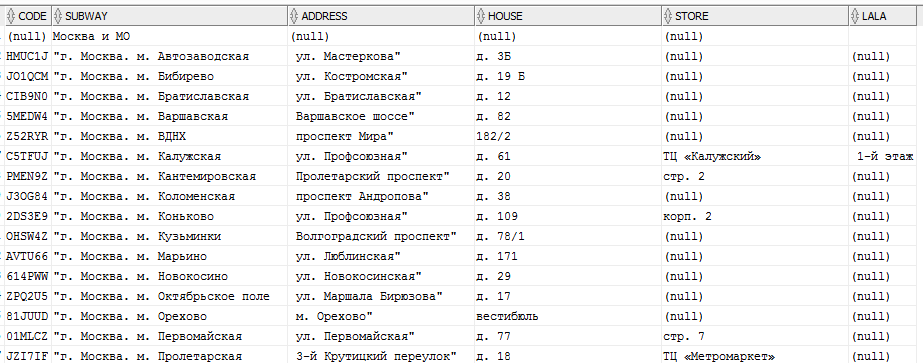 CODE SUBWAY ADDRESS HOUSE STORE LALA
(null) Москва и МО (null) (null) (null)
HMUC1J "г. Москва. м. Автозаводская ул. Мастеркова" д. 3Б (null) (null)
JO1QCM "г. Москва. м. Бибирево ул. Костромская" д. 19 Б (null) (null)
CIB9N0 "г. Москва. м. Братиславская ул. Братиславская" д. 12 (null) (null)
5MEDW4 "г. Москва. м. Варшавская Варшавское шоссе" д. 82 (null) (null)
Z52RYR "г. Москва. м. ВДНХ проспект Мира" 182/2 (null) (null)
C5TFUJ "г. Москва. м. Калужская ул. Профсоюзная" д. 61 ТЦ «Калужский» 1-й этаж
PMEN9Z "г. Москва. м. Кантемировская Пролетарский проспект" д. 20 стр. 2 (null)
J3OG84 "г. Москва. м. Коломенская проспект Андропова" д. 38 (null) (null)
2DS3E9 "г. Москва. м. Коньково ул. Профсоюзная" д. 109 корп. 2 (null)
OHSW4Z "г. Москва. м. Кузьминки Волгоградский проспект" д. 78/1 (null) (null)
AVTU66 "г. Москва. м. Марьино ул. Люблинская" д. 171 (null) (null)
614PWW "г. Москва. м. Новокосино ул. Новокосинская" д. 29 (null) (null)
ZPQ2U5 "г. Москва. м. Октябрьское поле ул. Маршала Бирюзова" д. 17 (null) (null)
81JUUD "г. Москва. м. Орехово м. Орехово" вестибюль (null) (null)
01MLCZ "г. Москва. м. Первомайская ул. Первомайская" д. 77 стр. 7 (null)
JZI7IF "г. Москва. м. Пролетарская 3-й Крутицкий переулок" д. 18 ТЦ «Метромаркет» (null)